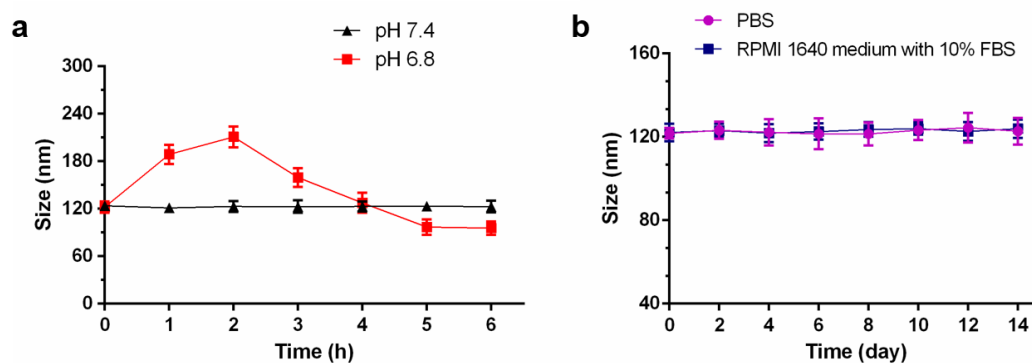 a
pH 7.4
pH 6.8
300
240
180
120
60
0
Size (nm)
0 1 2 3 4 5 6
Time (h)
b
PBS
RPMI 1640 medium with 10% FBS
160
120
80
40
Size (nm)
0 2 4 6 8 10 12 14
Time (day)